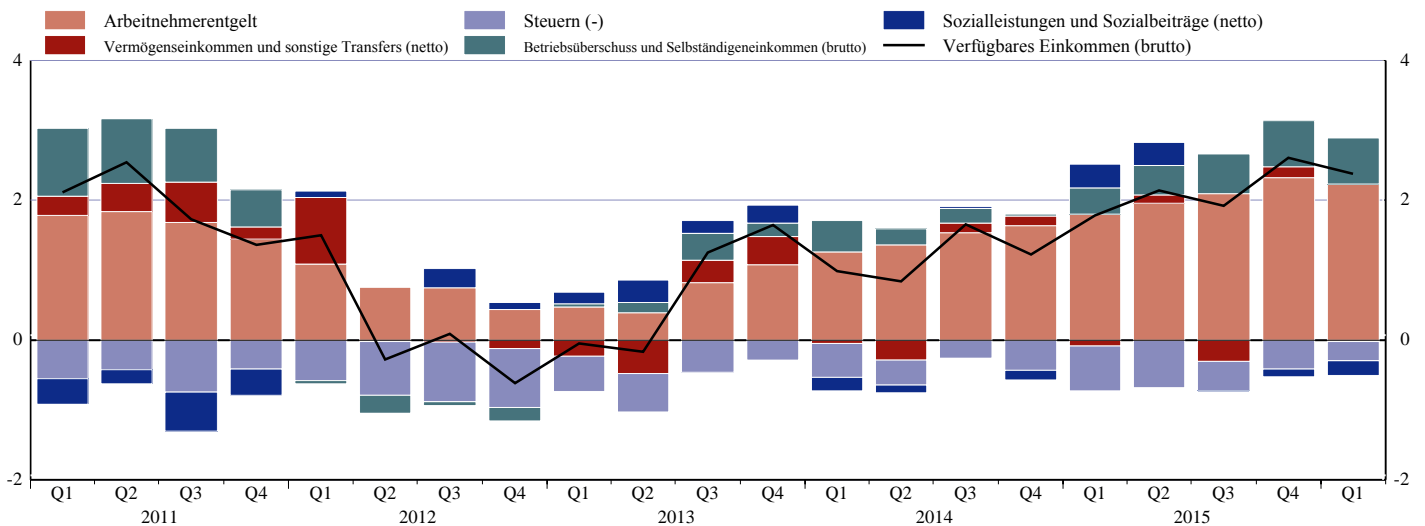 Arbeitnehmerentgelt Steuern (-) Sozialleistungen und Sozialbeiträge (netto)
Vermögenseinkommen und sonstige Transfers (netto) Betriebsüberschuss und Selbständigeneinkommen (brutto) Verfügbares Einkommen (brutto)
4 4
2 2
0 0
-2 -2
Q1 Q2 Q3 Q4 Q1 Q2 Q3 Q4 Q1 Q2 Q3 Q4 Q1 Q2 Q3 Q4 Q1 Q2 Q3 Q4 Q1
2011 2012 2013 2014 2015